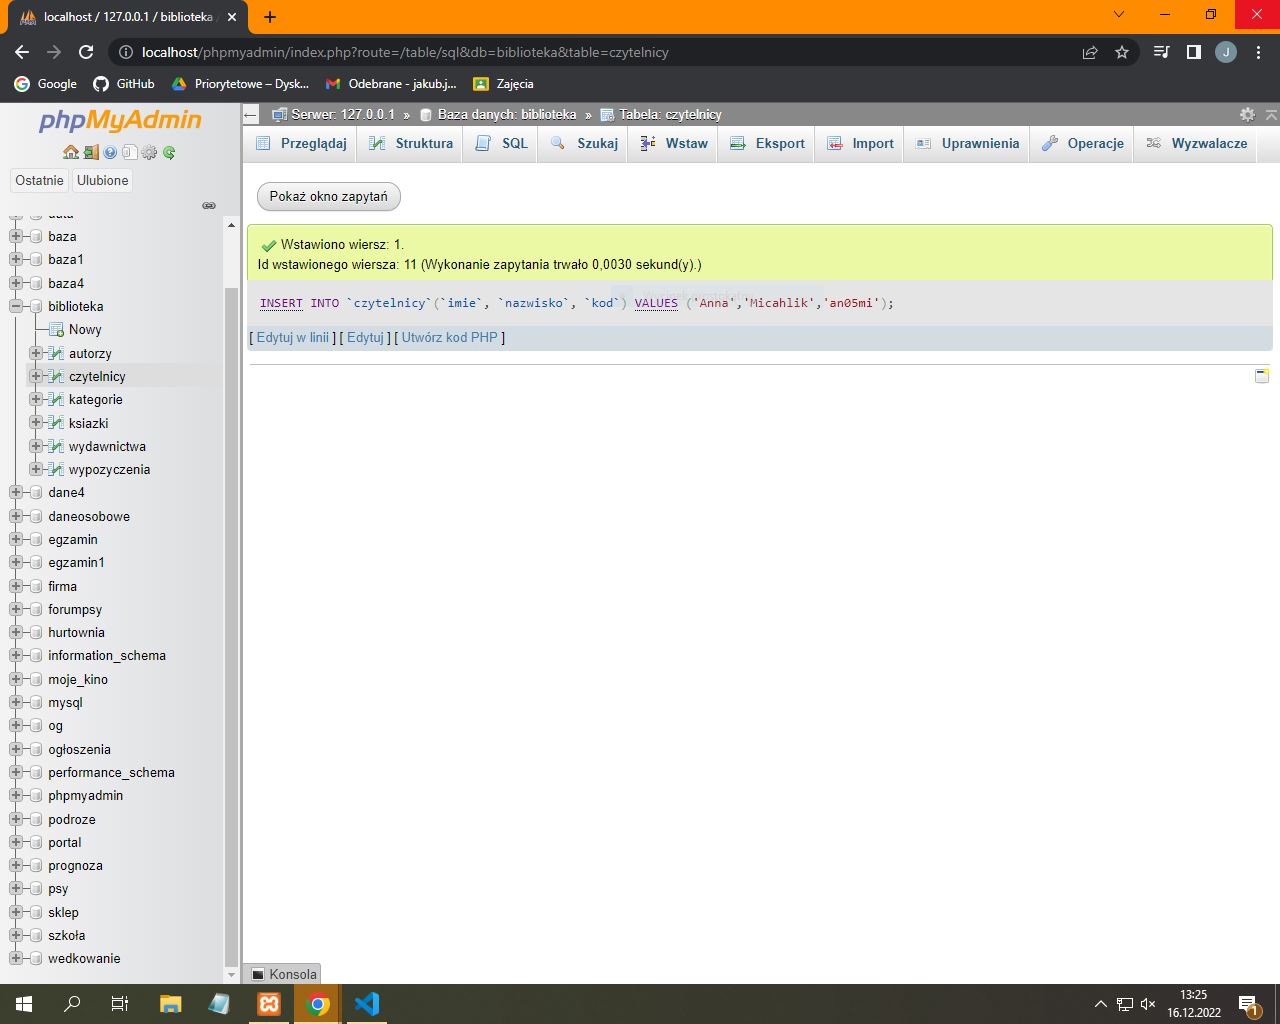 localhost / 127.0.0.1 / biblioteka
localhost/phpmyadmin/index.php?route=/table/sql&db=biblioteka&table=czytelnicy
J
Google
GitHub
Priorytetowe – Dysk...
Odebrane - jakub.j...
Zajęcia
phpMyAdmin
Ostatnie
Ulubione
baza
baza1
baza4
biblioteka
Nowy
autorzy
czytelnicy
kategorie
ksiazki
wydawnictwa
wypozyczenia
dane4
daneosobowe
egzamin
egzamin1
firma
forumpsy
hurtownia
information_schema
moje_kino
mysql
og
ogłoszenia
performance_schema
phpmyadmin
podroze
portal
prognoza
psy
sklep
szkoła
wedkowanie
Serwer: 127.0.0.1 » Baza danych: biblioteka » Tabela: czytelnicy
Przeglądaj
Struktura
SQL
Szukaj
Wstaw
Eksport
Import
Uprawnienia
Operacje
Wyzwalacze
Pokaż okno zapytań
Wstawiono wiersz: 1.
Id wstawionego wiersza: 11 (Wykonanie zapytania trwało 0,0030 sekund(y).)
INSERT INTO `czytelnicy`(`imie`, `nazwisko`, `kod`) VALUES ('Anna','Micahlik','an05mi');
[ Edytuj w linii ] [ Edytuj ] [ Utwórz kod PHP ]
Konsola
13:25
16.12.2022
1